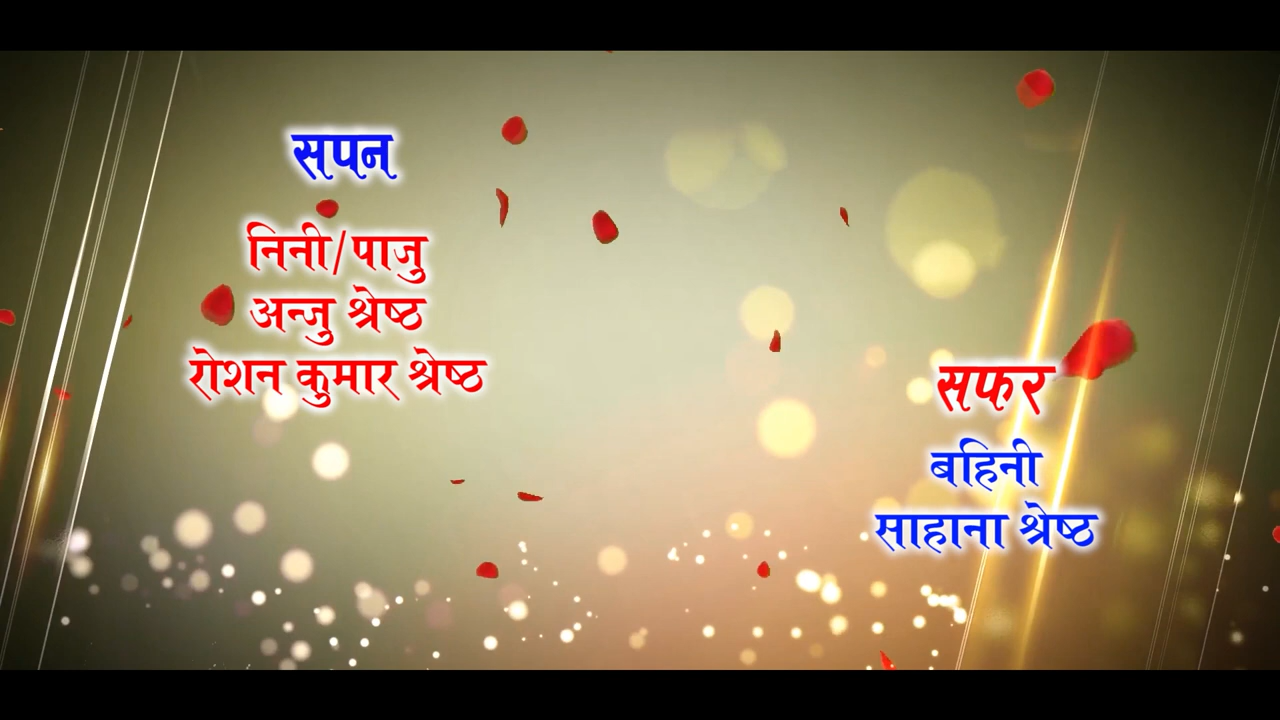 सपन
निनी/पाजु
अन्जु श्रेष्ठ
रोशन कुमार श्रेष्ठ
सफर
बहिनी
साहाना श्रेष्ठ